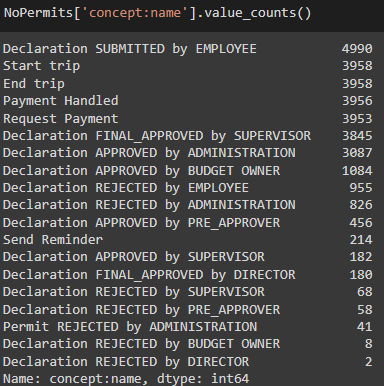 NoPermits['concept:name'].value_counts()
Declaration SUBMITTED by EMPLOYEE 4990
Start trip 3958
End trip 3958
Payment Handled 3956
Request Payment 3953
Declaration FINAL_APPROVED by SUPERVISOR 3845
Declaration APPROVED by ADMINISTRATION 3087
Declaration APPROVED by BUDGET OWNER 1084
Declaration REJECTED by EMPLOYEE 955
Declaration REJECTED by ADMINISTRATION 826
Declaration APPROVED by PRE_APPROVER 456
Send Reminder 214
Declaration APPROVED by SUPERVISOR 182
Declaration FINAL_APPROVED by DIRECTOR 180
Declaration REJECTED by SUPERVISOR 68
Declaration REJECTED by PRE_APPROVER 58
Permit REJECTED by ADMINISTRATION 41
Declaration REJECTED by BUDGET OWNER 8
Declaration REJECTED by DIRECTOR 2
Name: concept:name, dtype: int64